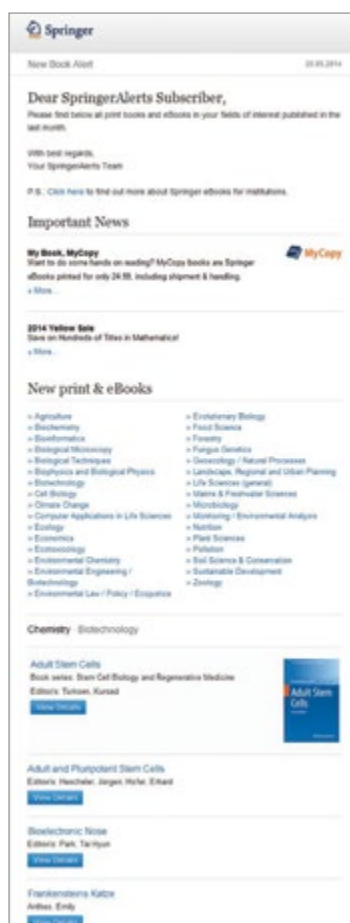 Springer
New Book Alert
20.05.2014
Dear SpringerAlerts Subscriber,
Please find below all print books and eBooks in your fields of interest published in the
last month.
With best regards,
Your SpringerAlerts Team
P.S.: Click here to find out more about Springer eBooks for Institutions.
Important News
My Book, MyCopy
Want to do some hands on reading? MyCopy books are Springer
eBooks printed for only 24.99, including shipment & handling.
» More...
MyCopy
2014 Yellow Sale
Save on Hundreds of Titles in Mathematics!
» More...
New print & eBooks
» Agriculture
» Biochemistry
» Bioinformatics
» Biological Microscopy
» Biological Techniques
» Biophysics and Biological Physics
» Biotechnology
» Cell Biology
» Climate Change
» Computer Applications in Life Sciences
» Ecology
» Economics
» Ecotoxicology
» Environmental Chemistry
» Environmental Engineering /
Biotechnology
» Environmental Law / Policy / Ecojustice
» Evolutionary Biology
» Food Science
» Forestry
» Fungus Genetics
» Geoecology / Natural Processes
» Landscape, Regional and Urban Planning
» Life Sciences (general)
» Marine & Freshwater Sciences
» Microbiology
» Monitoring / Environmental Analysis
» Nutrition
» Plant Sciences
» Pollution
» Soil Science & Conservation
» Sustainable Development
» Zoology
Chemistry Biotechnology
Adult Stem Cells
Book series: Stem Cell Biology and Regenerative Medicine
Editors: Turksen, Kursad
View Details
Adult Stem
Cells
Adult and Pluripotent Stem Cells
Editors: Hescheler, Jürgen, Hofer, Erhard
View Details
Bioelectronic Nose
Editors: Park, Tai Hyun
View Details
Frankensteins Katze
Anthes, Emily
View Details